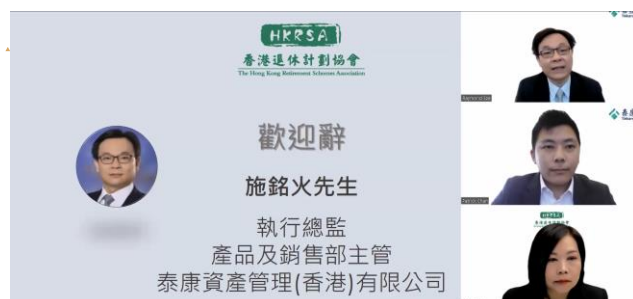 HKRSA
香港退休計劃協會
The Hong Kong Retirement Schemes Association
歡迎辭
施銘火先生
執行總監
產品及銷售部主管
泰康資產管理(香港)有限公司
HKRSA